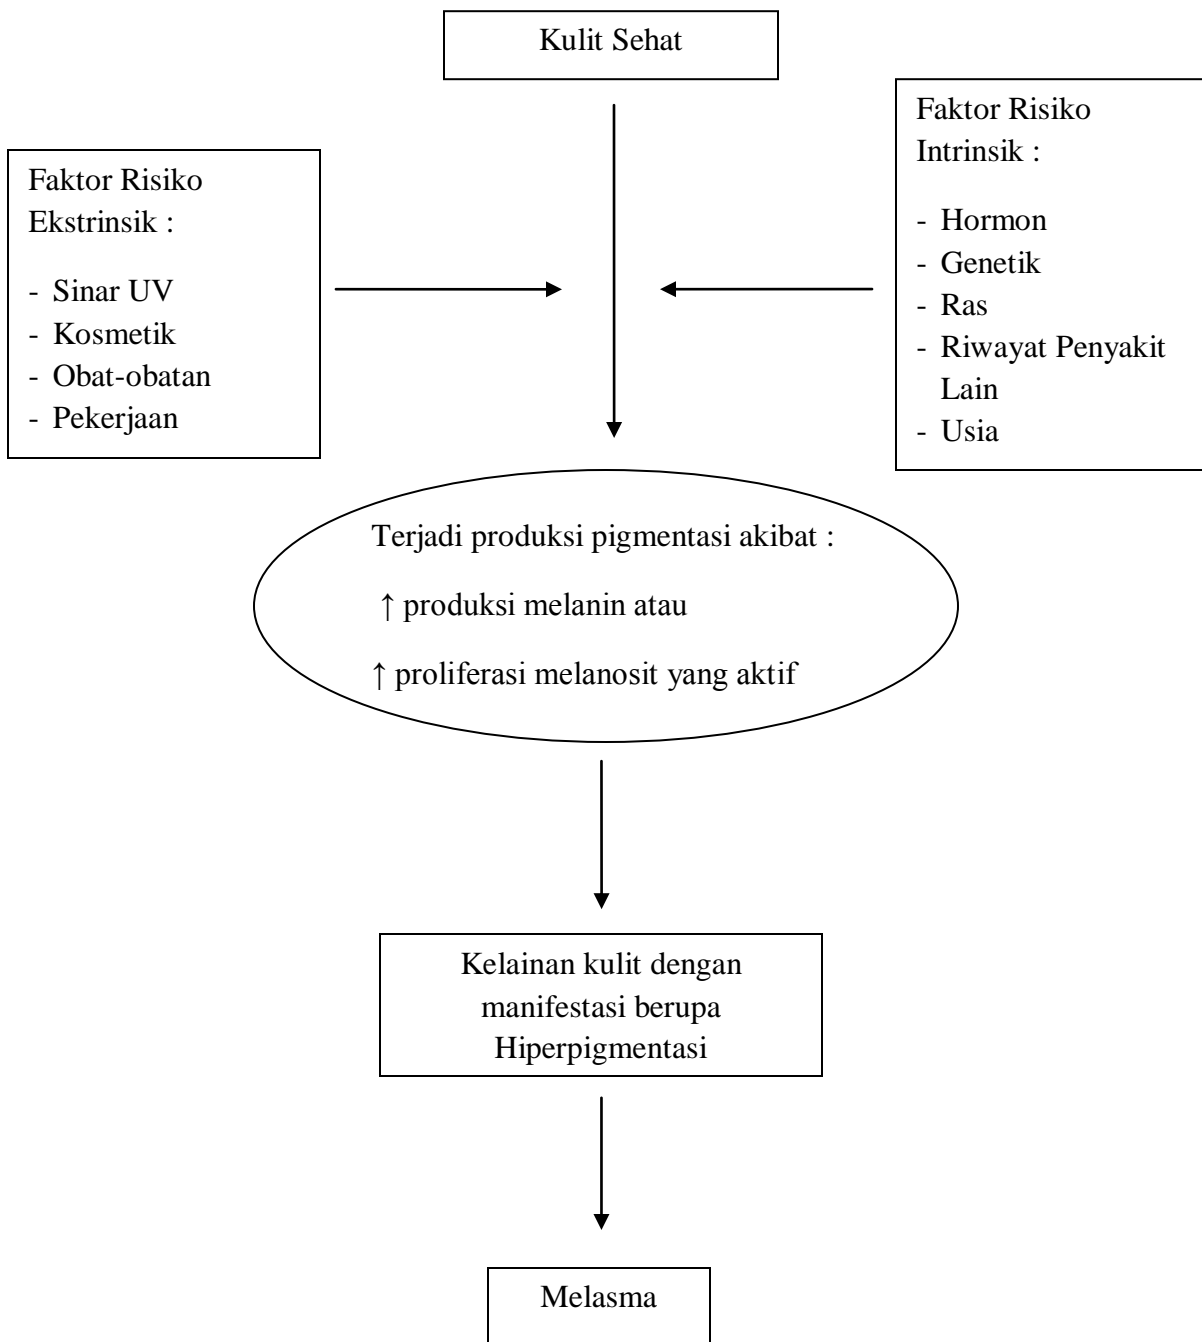 Kulit Sehat
Faktor Risiko
Ekstrinsik :
- Sinar UV
- Kosmetik
- Obat-obatan
- Pekerjaan
Faktor Risiko
Intrinsik :
- Hormon
- Genetik
- Ras
- Riwayat Penyakit
Lain
- Usia
Terjadi produksi pigmentasi akibat :
↑ produksi melanin atau
↑ proliferasi melanosit yang aktif
Kelainan kulit dengan
manifestasi berupa
Hiperpigmentasi
Melasma